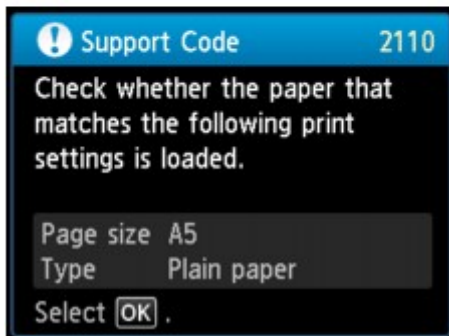 Support Code 2110
Check whether the paper that
matches the following print
settings is loaded.
Page size A5
Type Plain paper
Select OK .